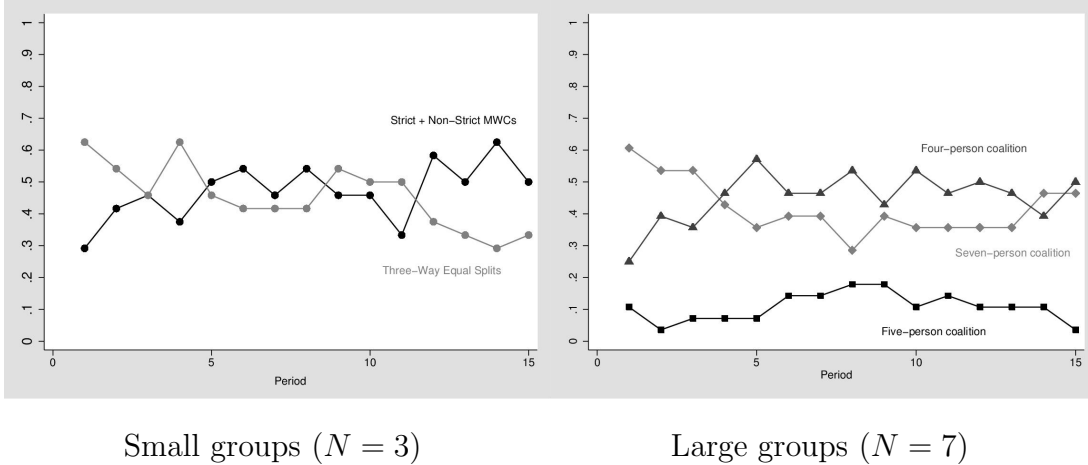 1
.9
.8
.7
.6
.5
.4
.3
.2
.1
0
Strict + Non−Strict MWCs
Three−Way Equal Splits
0 5 10 15
Period
1
.9
.8
.7
.6
.5
.4
.3
.2
.1
0
Four−person coalition
Seven−person coalition
Five−person coalition
0 5 10 15
Period
Small groups (N = 3)
Large groups (N = 7)